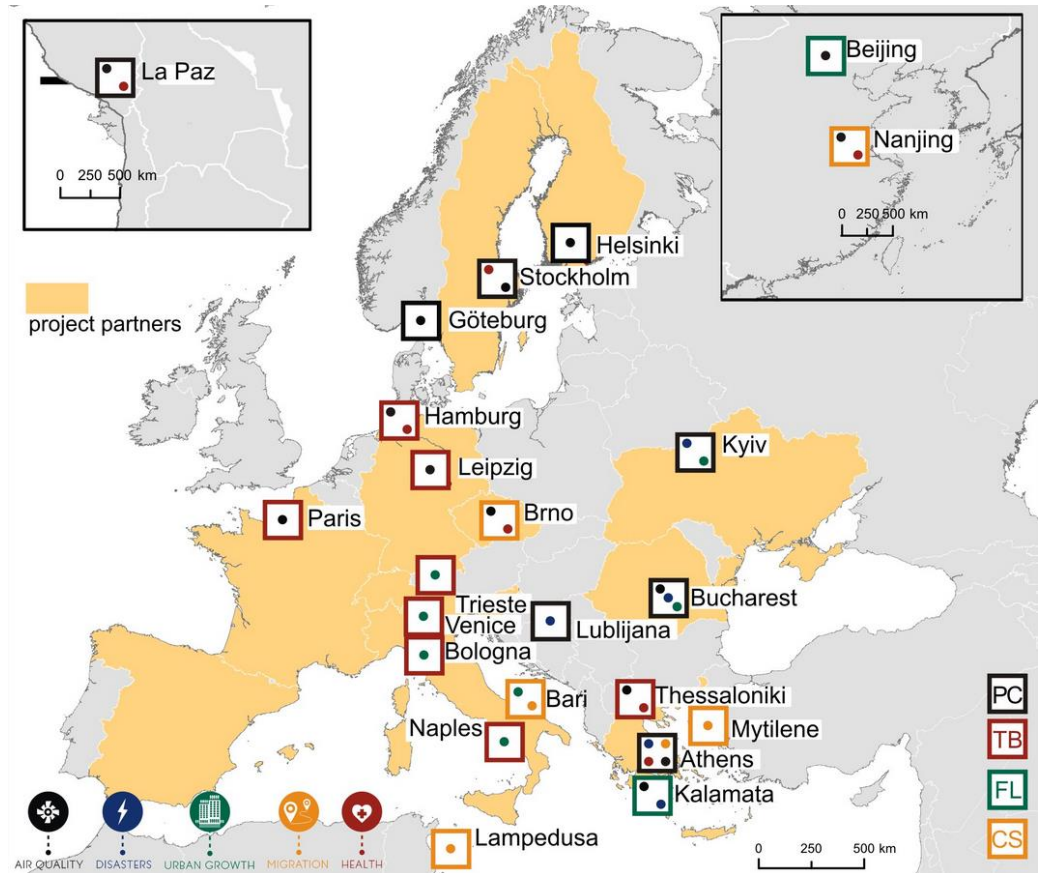 La Paz
0 250 500 km
Beijing
Nanjing
0 250 500 km
project partners
Helsinki
Stockholm
Göteburg
Hamburg
Leipzig
Kyiv
Paris
Brno
Bucharest
Trieste
Venice
Lublijana
Bologna
Bari
Thessaloniki
Naples
Mytilene
Athens
Kalamata
Lampedusa
PC
TB
FL
CS
AIR QUALITY DISASTERS URBAN GROWTH MIGRATION HEALTH
0 250 500 km